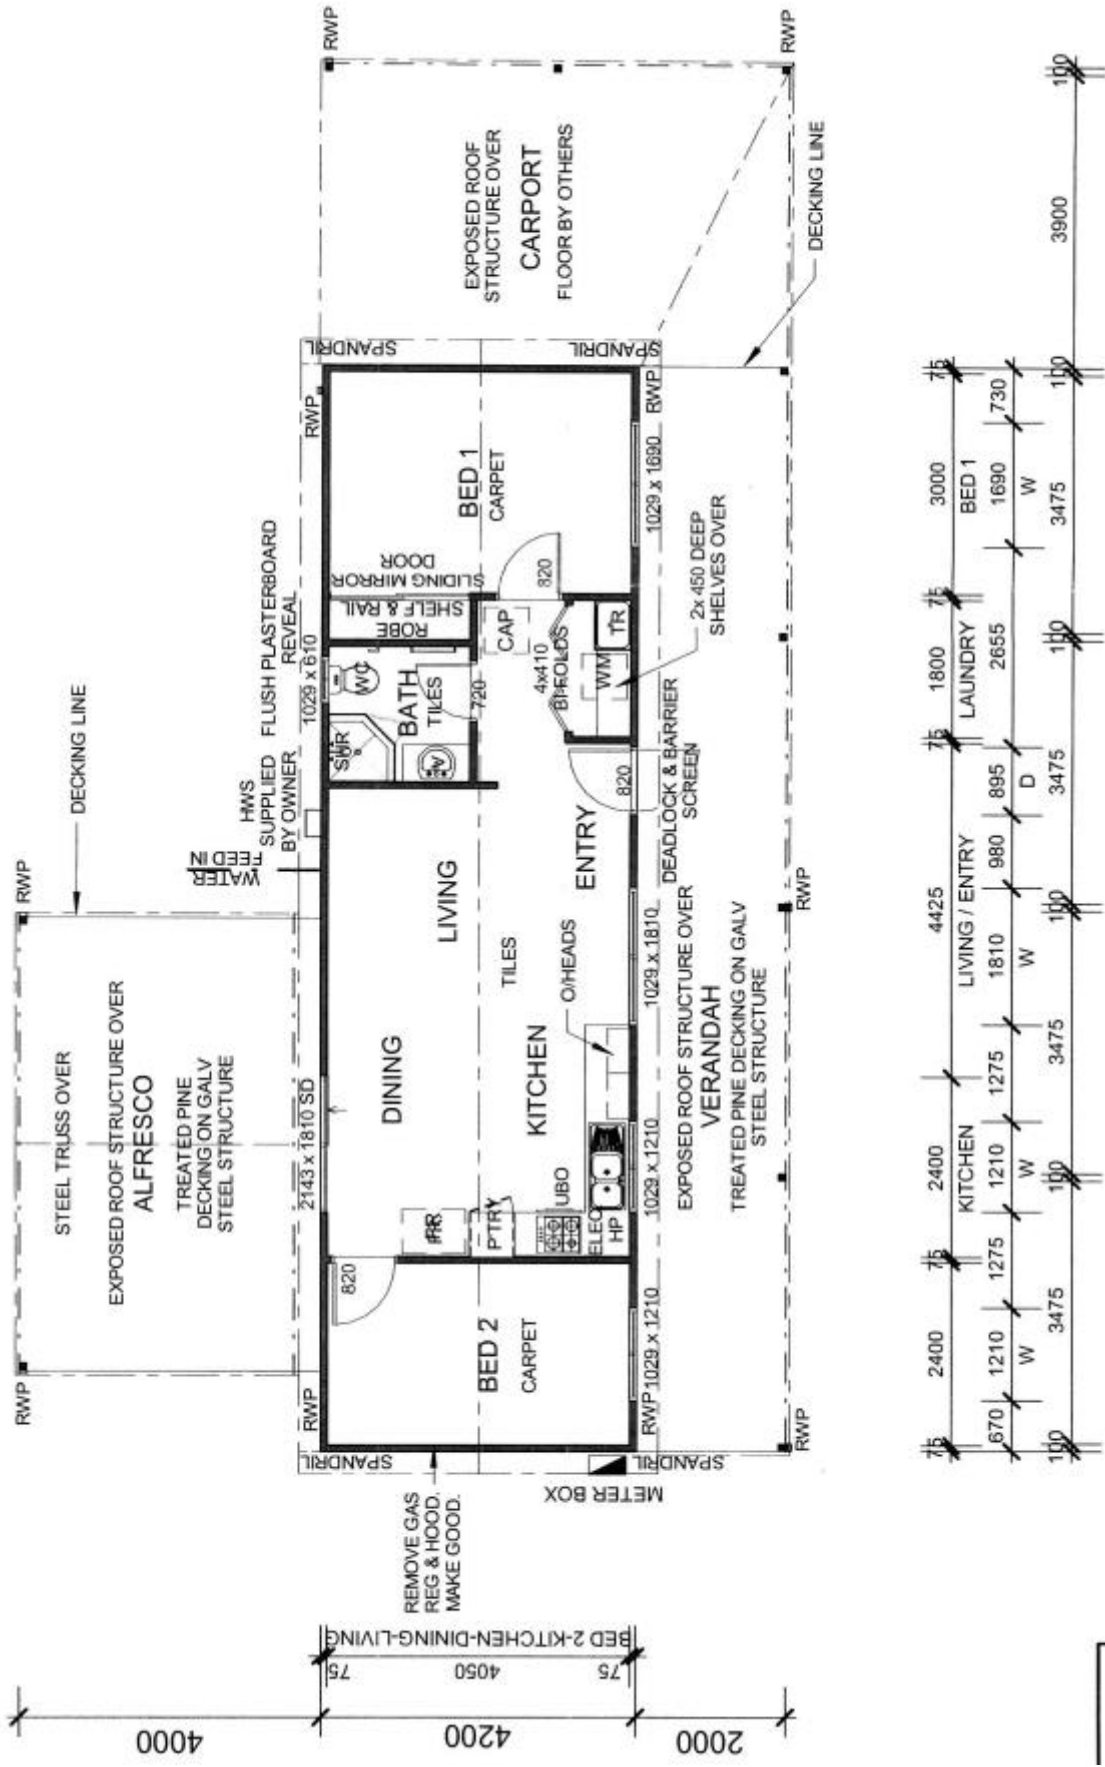 DECKING LINE
RWP
RWP
STEEL TRUSS OVER
EXPOSED ROOF STRUCTURE OVER
ALFRESCO
TREATED PINE
DECKING ON GALV
STEEL STRUCTURE
WATER
FEED IN
HWS
SUPPLIED
BY OWNER
FLUSH PLASTERBOARD
REVEAL
2143 x 1810 SD
1029 x 610
RWP
RWP
RWP
SPANDRIL
SPANDRIL
SPANDRIL
SPANDRIL
EXPOSED ROOF
STRUCTURE OVER
CARPORT
FLOOR BY OTHERS
RWP
DECKING LINE
REMOVE GAS
REG & HOOD.
MAKE GOOD.
METER BOX
BED 2
CARPET
820
DINING
LIVING
TILES
KITCHEN
ENTRY
FR
P'TRY
UBO
ELEC
HP
O/HEADS
SHR
WC
BATH
TILES
720
ROBE
SHELF & RAIL
SLIDING MIRROR
DOOR
CAP
4x410
BI-FOLDS
WM
TR
820
820
BED 1
CARPET
2x 450 DEEP
SHELVES OVER
DEADLOCK & BARRIER
SCREEN
RWP
1029 x 1210
1029 x 1210
1029 x 1810
1029 x 1690
RWP
EXPOSED ROOF STRUCTURE OVER
VERANDAH
TREATED PINE DECKING ON GALV
STEEL STRUCTURE
RWP
RWP
4000
4200
2000
75
4050
75
BED 2-KITCHEN-DINING-LIVING
75
2400
75
2400
4425
75
1800
75
3000
75
KITCHEN
LIVING / ENTRY
LAUNDRY
BED 1
670
1210
1275
1210
1275
1810
980
895
2655
1690
730
W
W
W
D
W
100
3475
100
3475
100
3475
100
3475
100
3900
100